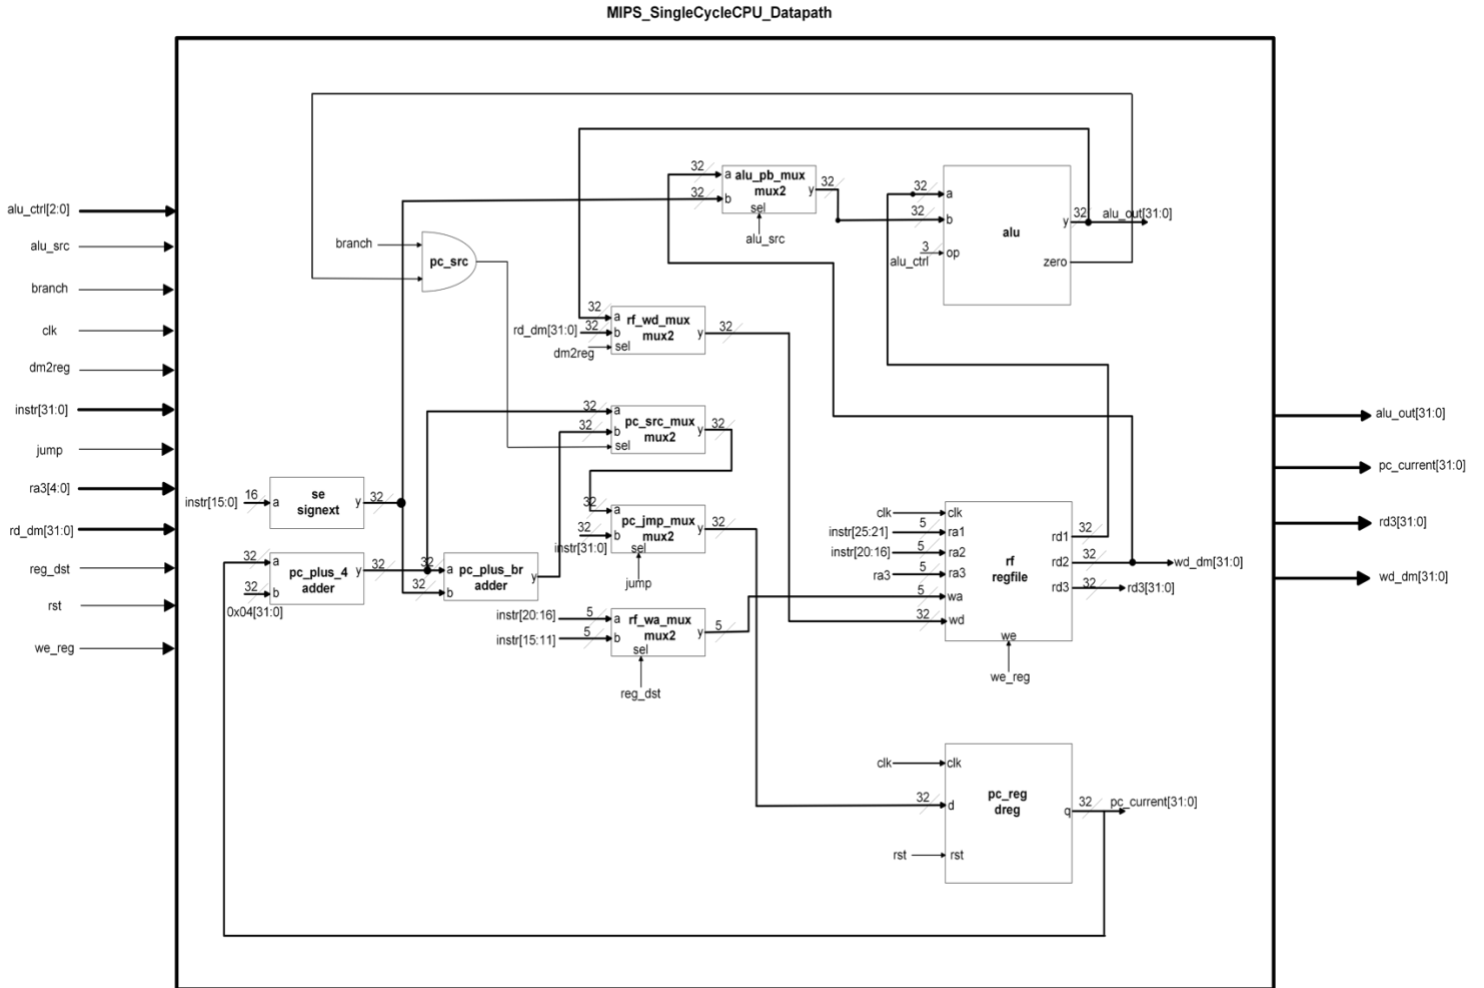 MIPS_SingleCycleCPU_Datapath
alu_ctrl[2:0]
alu_src
branch
clk
dm2reg
instr[31:0]
jump
ra3[4:0]
rd_dm[31:0]
reg_dst
rst
we_reg
branch
pc_src
32
32
a
b
alu_pb_mux
mux2
sel
y
32
alu_src
32
32
3
alu_ctrl
a
b
op
alu
y
zero
32
alu_out[31:0]
32
rd_dm[31:0]
32
dm2reg
a
b
sel
rf_wd_mux
mux2
y
32
32
32
a
b
sel
pc_src_mux
mux2
y
32
instr[15:0]
16
a
se
signext
y
32
32
32
instr[31:0]
a
b
pc_jmp_mux
mux2
sel
y
32
jump
32
32
0x04[31:0]
a
b
pc_plus_4
adder
y
32
32
32
a
b
pc_plus_br
adder
y
instr[20:16]
5
instr[15:11]
5
a
b
rf_wa_mux
mux2
sel
y
5
reg_dst
clk
instr[25:21]
5
instr[20:16]
5
ra3
5
5
32
clk
ra1
ra2
ra3
wa
wd
rf
regfile
we
rd1
rd2
rd3
32
32
32
wd_dm[31:0]
rd3[31:0]
we_reg
clk
32
rst
clk
d
rst
pc_reg
dreg
q
32
pc_current[31:0]
alu_out[31:0]
pc_current[31:0]
rd3[31:0]
wd_dm[31:0]